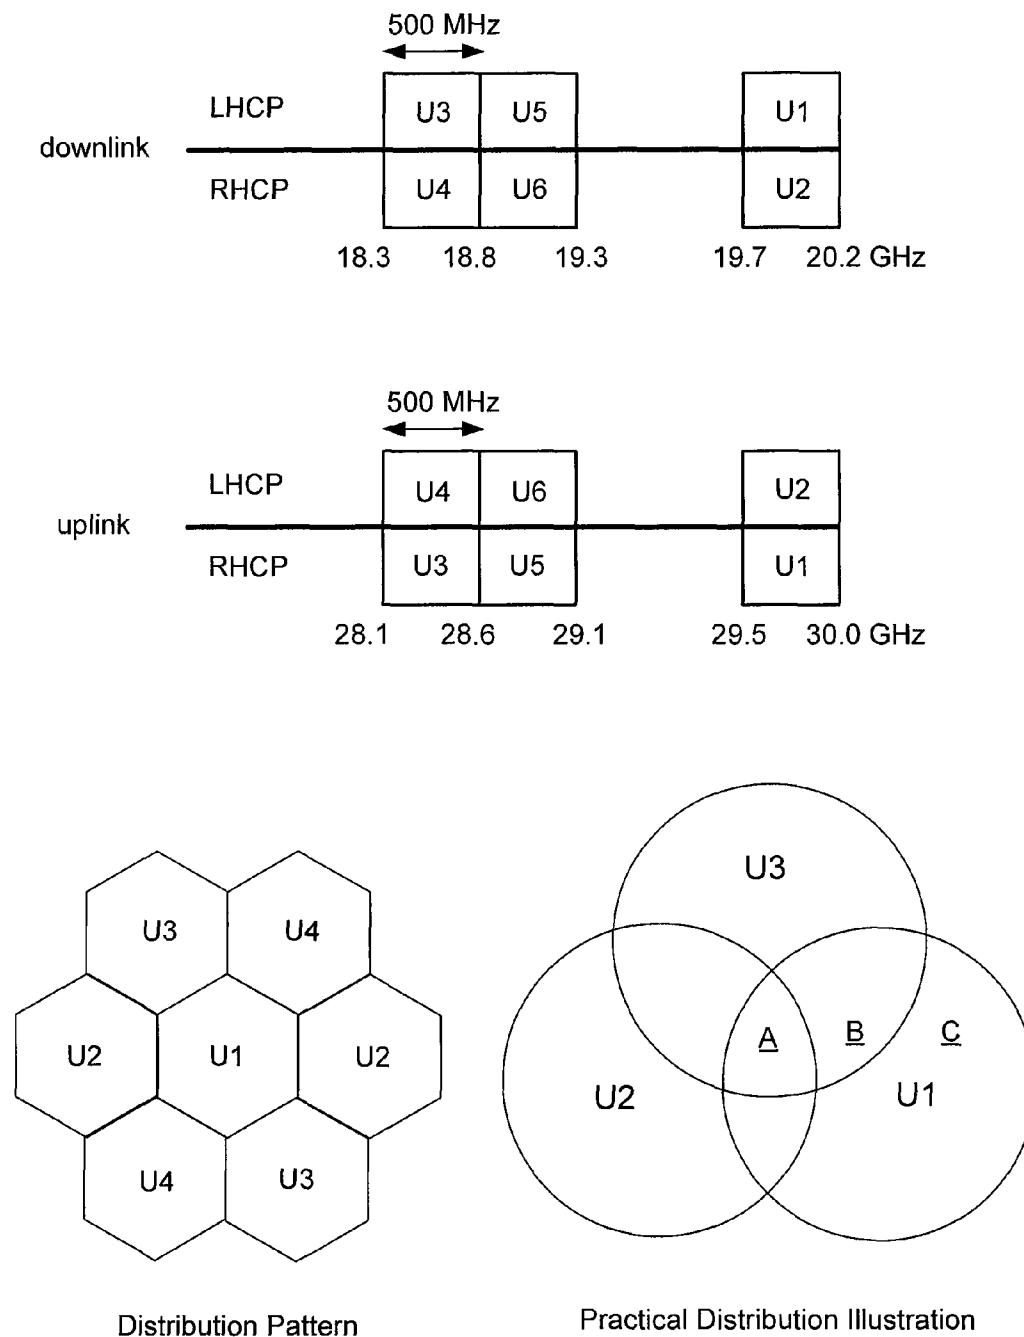 500 MHz
LHCP U3 U5 U1
downlink
RHCP U4 U6 U2
18.3 18.8 19.3 19.7 20.2 GHz
500 MHz
LHCP U4 U6 U2
uplink
RHCP U3 U5 U1
28.1 28.6 29.1 29.5 30.0 GHz
U3 U4
U2 U1 U2
U4 U3
Distribution Pattern
U3
A B C
U2 U1
Practical Distribution Illustration